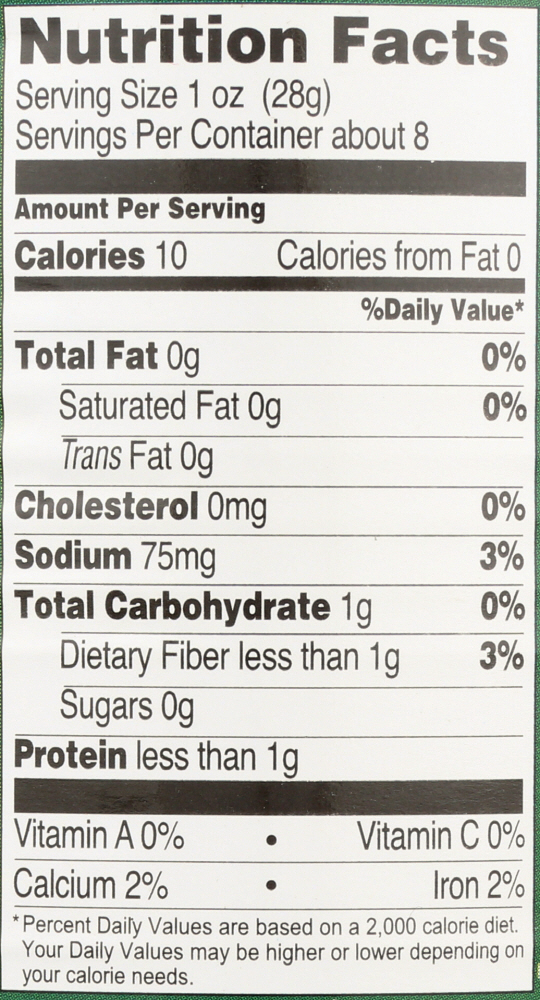 Nutrition Facts
Serving Size 1 oz (28g)
Servings Per Container about 8
Amount Per Serving
Calories 10 Calories from Fat 0
%Daily Value*
Total Fat 0g 0%
Saturated Fat 0g 0%
Trans Fat 0g
Cholesterol 0mg 0%
Sodium 75mg 3%
Total Carbohydrate 1g 0%
Dietary Fiber less than 1g 3%
Sugars 0g
Protein less than 1g
Vitamin A 0% • Vitamin C 0%
Calcium 2% • Iron 2%
* Percent Daily Values are based on a 2,000 calorie diet.
Your Daily Values may be higher or lower depending on
your calorie needs.